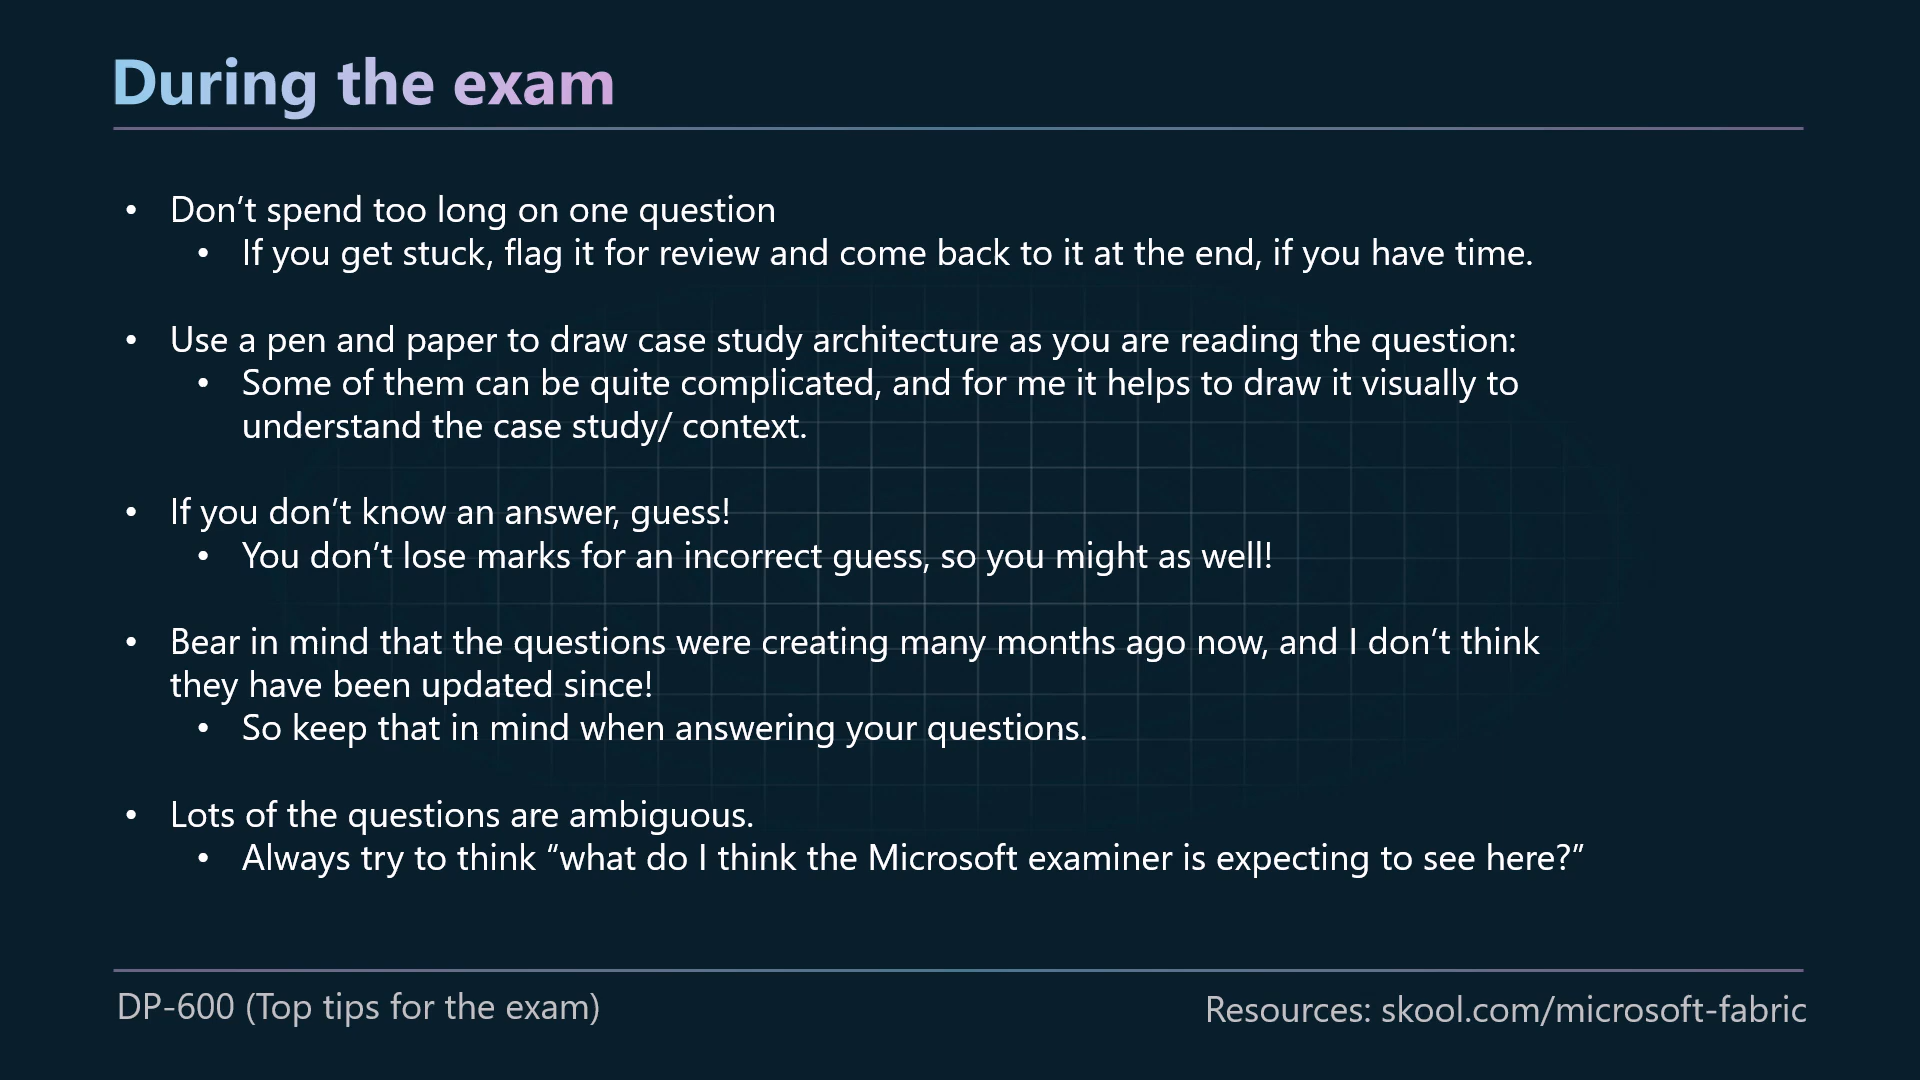 During the exam
• Don’t spend too long on one question
• If you get stuck, flag it for review and come back to it at the end, if you have time.
• Use a pen and paper to draw case study architecture as you are reading the question:
• Some of them can be quite complicated, and for me it helps to draw it visually to
understand the case study/ context.
• If you don’t know an answer, guess!
• You don’t lose marks for an incorrect guess, so you might as well!
• Bear in mind that the questions were creating many months ago now, and I don’t think
they have been updated since!
• So keep that in mind when answering your questions.
• Lots of the questions are ambiguous.
• Always try to think “what do I think the Microsoft examiner is expecting to see here?”
DP-600 (Top tips for the exam)
Resources: skool.com/microsoft-fabric